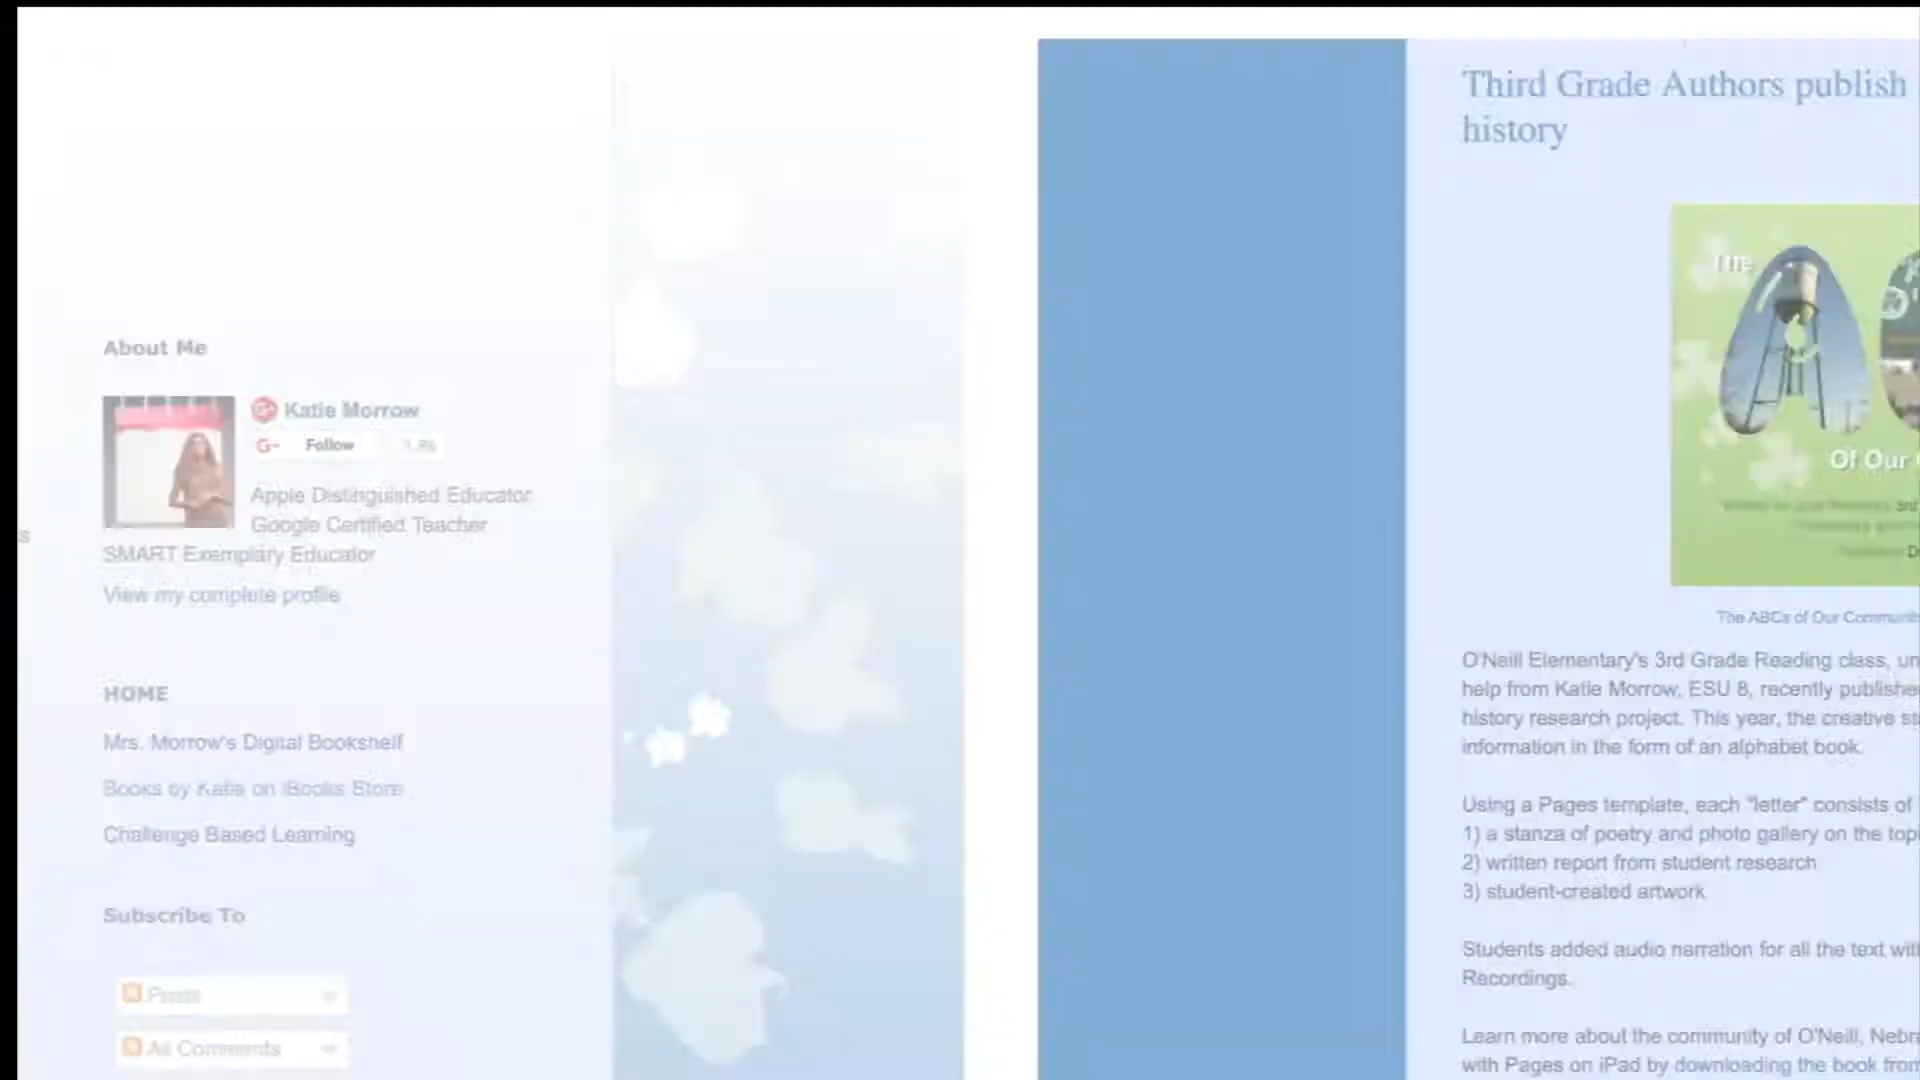 About Me
Katie Morrow
G+ Follow
Apple Distinguished Educator
Google Certified Teacher
SMART Exemplary Educator
View my complete profile
HOME
Mrs. Morrow's Digital Bookshelf
Books by Katie on iBooks Store
Challenge Based Learning
Subscribe To
Posts
All Comments
Third Grade Authors publish
history
The
Of Our
The ABCs of Our
O'Neill Elementary's 3rd Grade Reading class,
help from Katie Morrow, ESU 8, recently
history research project. This year, the creative
information in the form of an alphabet book.
Using a Pages template, each "letter" consists of
1) a stanza of poetry and photo gallery on the
2) written report from student research
3) student-created artwork
Students added audio narration for all the text
Recordings.
Learn more about the community of O'Neill,
with Pages on iPad by downloading the book from